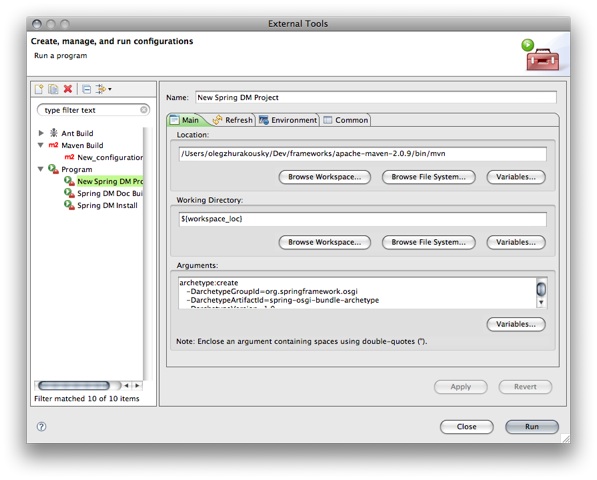 External Tools
Create, manage, and run configurations
Run a program
type filter text
Ant Build
Maven Build
m2 New_configuration
Program
New Spring DM Pro
Spring DM Doc Bui
Spring DM Install
Filter matched 10 of 10 items
Name: New Spring DM Project
Main Refresh Environment Common
Location:
/Users/olegzhurakousky/Dev/frameworks/apache-maven-2.0.9/bin/mvn
Browse Workspace... Browse File System... Variables...
Working Directory:
${workspace_loc}
Browse Workspace... Browse File System... Variables...
Arguments:
archetype:create
-DarchetypeGroupId=org.springframework.osgi
-DarchetypeArtifactId=spring-osgi-bundle-archetype
Variables...
Note: Enclose an argument containing spaces using double-quotes (").
Apply Revert
Close Run